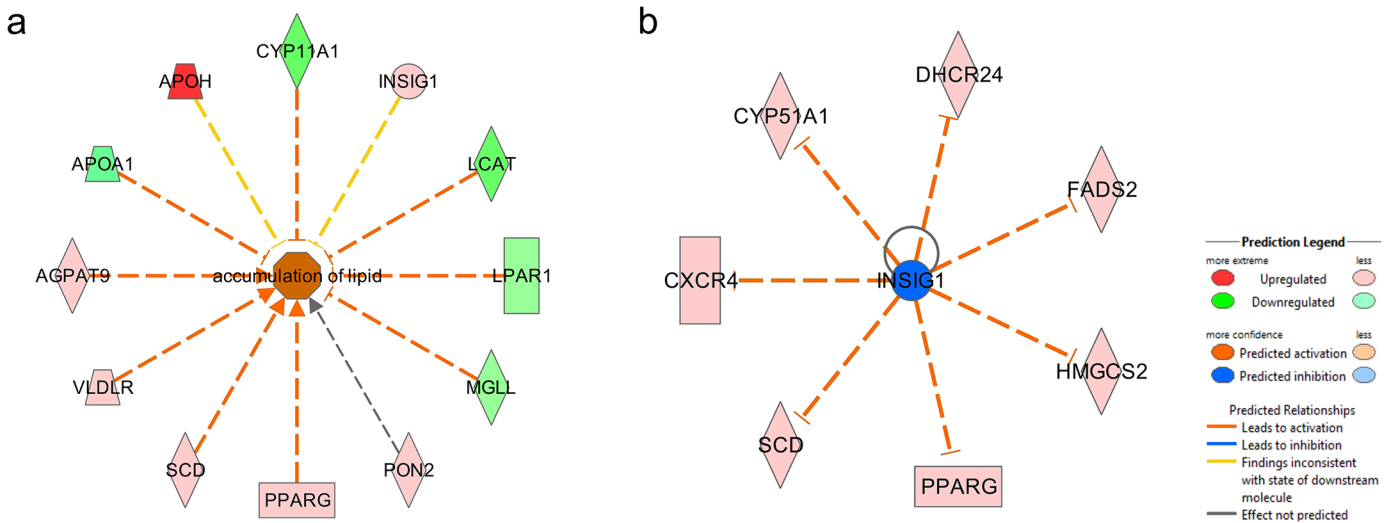 a
CYP11A1
APOH
INSIG1
APOA1
LCAT
AGPAT9
accumulation of lipid
LPAR1
VLDLR
MGLL
SCD
PON2
PPARG
b
DHCR24
CYP51A1
FADS2
CXCR4
INSIG1
HMGCS2
SCD
PPARG
Prediction Legend
more extreme less
Upregulated
Downregulated
more confidence less
Predicted activation
Predicted inhibition
Predicted Relationships
Leads to activation
Leads to inhibition
Findings inconsistent
with state of downstream
molecule
Effect not predicted